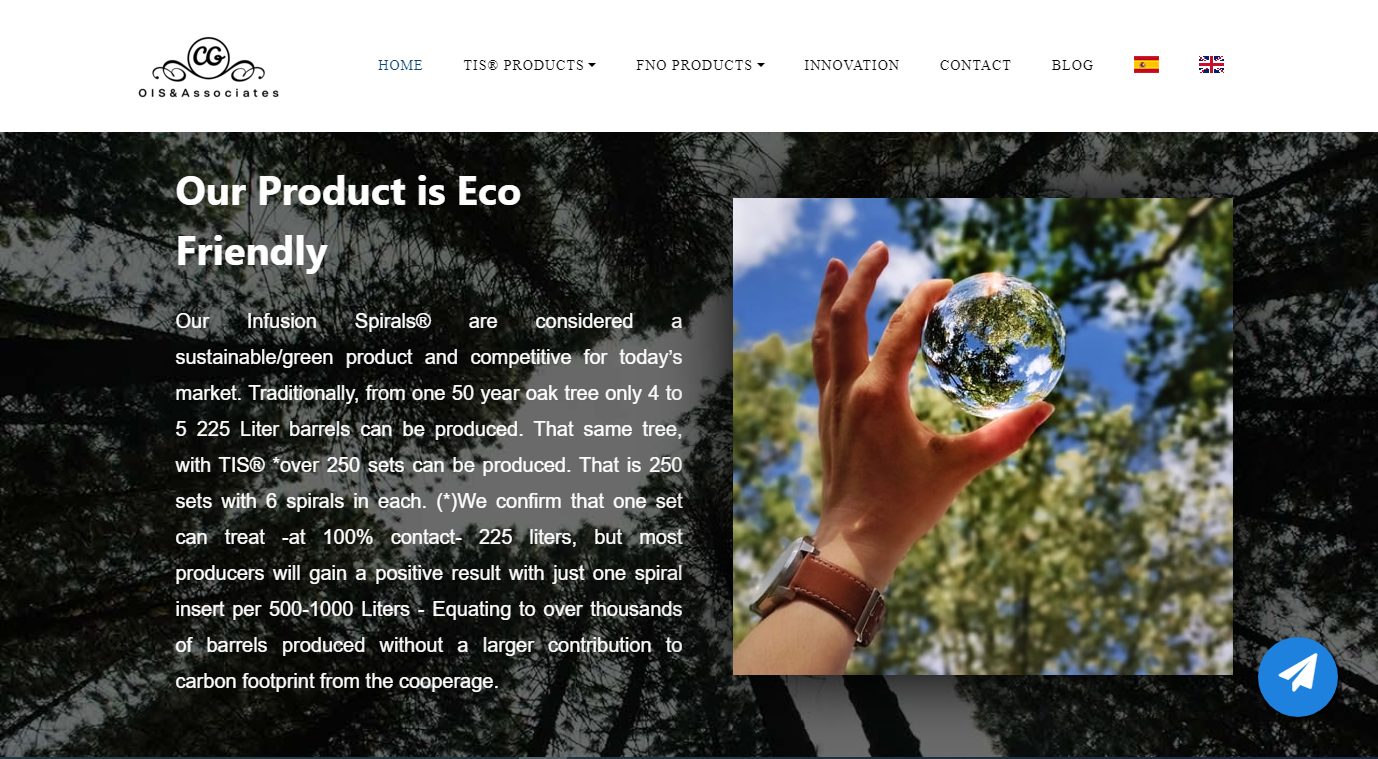 CG
OIS&Associates
HOME
TIS® PRODUCTS
FNO PRODUCTS
INNOVATION
CONTACT
BLOG
Our Product is Eco
Friendly
Our Infusion Spirals® are considered a
sustainable/green product and competitive for today’s
market. Traditionally, from one 50 year oak tree only 4 to
5 225 Liter barrels can be produced. That same tree,
with TIS® *over 250 sets can be produced. That is 250
sets with 6 spirals in each. (*)We confirm that one set
can treat -at 100% contact- 225 liters, but most
producers will gain a positive result with just one spiral
insert per 500-1000 Liters - Equating to over thousands
of barrels produced without a larger contribution to
carbon footprint from the cooperage.